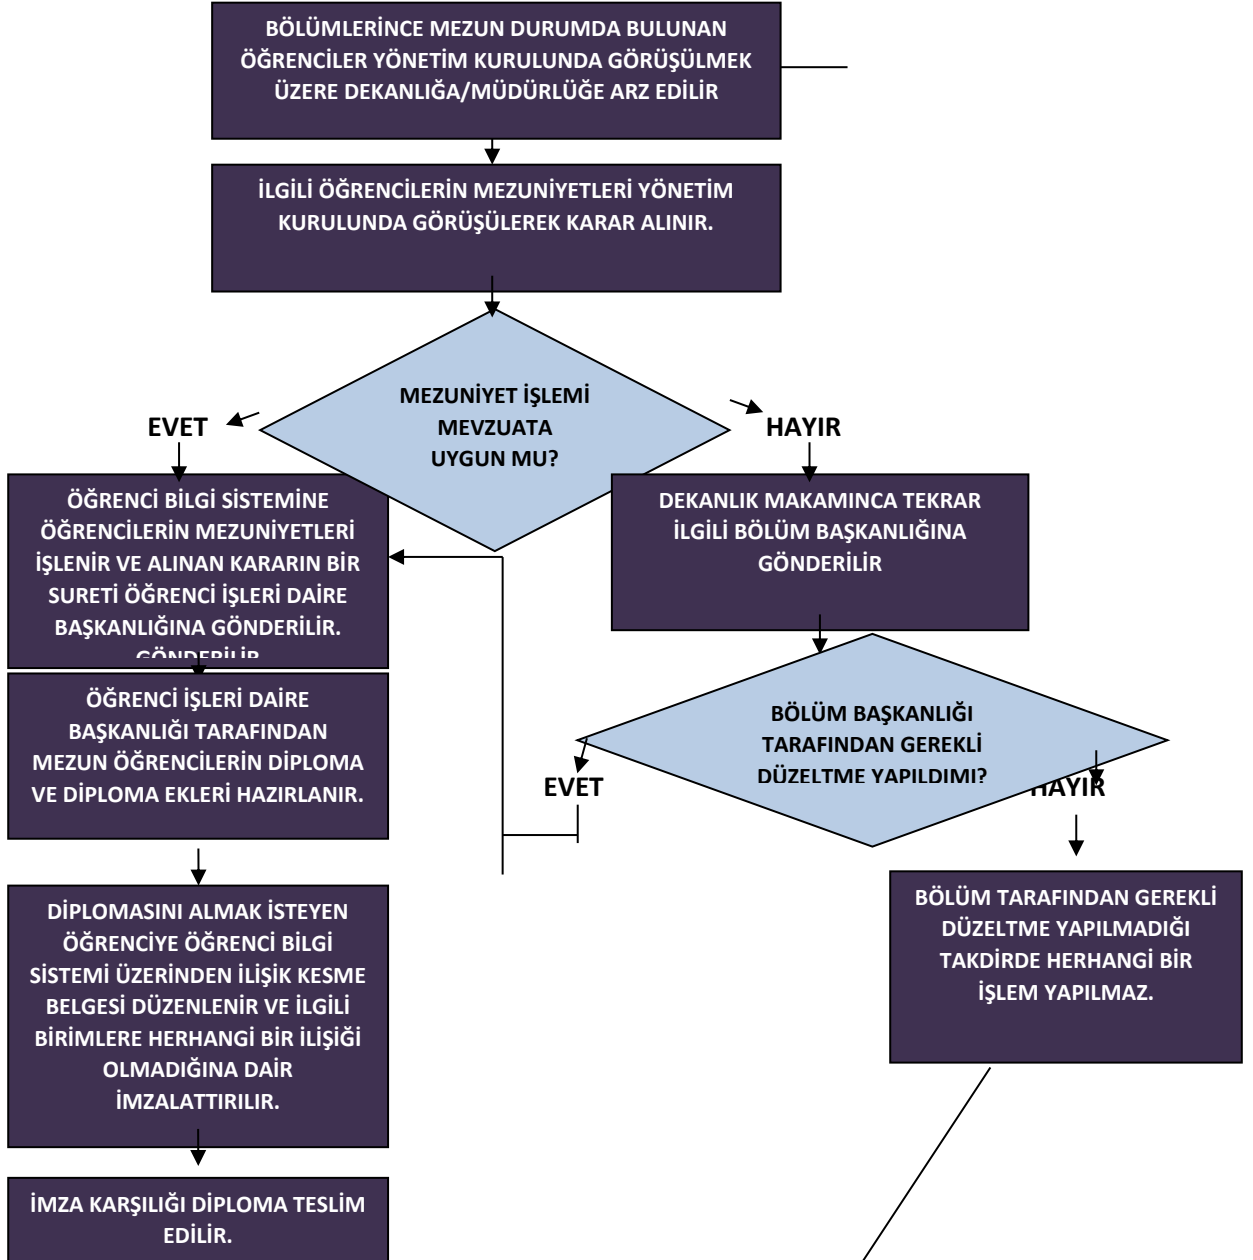 BÖLÜMLERİNCE MEZUN DURUMDA BULUNAN
ÖĞRENCİLER YÖNETİM KURULUNDA GÖRÜŞÜLMEK
ÜZERE DEKANLIĞA/MÜDÜRLÜĞE ARZ EDİLİR
İLGİLİ ÖĞRENCİLERİN MEZUNİYETLERİ YÖNETİM
KURULUNDA GÖRÜŞÜLEREK KARAR ALINIR.
MEZUNİYET İŞLEMİ
MEVZUATA
UYGUN MU?
EVET
HAYIR
ÖĞRENCİ BİLGİ SİSTEMİNE
ÖĞRENCİLERİN MEZUNİYETLERİ
İŞLENİR VE ALINAN KARARIN BİR
SURETİ ÖĞRENCİ İŞLERİ DAİRE
BAŞKANLIĞINA GÖNDERİLİR.
GÖNDERİLİR
DEKANLIK MAKAMINCA TEKRAR
İLGİLİ BÖLÜM BAŞKANLIĞINA
GÖNDERİLİR
ÖĞRENCİ İŞLERİ DAİRE
BAŞKANLIĞI TARAFINDAN
MEZUN ÖĞRENCİLERİN DİPLOMA
VE DİPLOMA EKLERİ HAZIRLANIR.
BÖLÜM BAŞKANLIĞI
TARAFINDAN GEREKLİ
DÜZELTME YAPILDIMI?
EVET
HAYIR
DİPLOMASINI ALMAK İSTEYEN
ÖĞRENCİYE ÖĞRENCİ BİLGİ
SİSTEMİ ÜZERİNDEN İLİŞİK KESME
BELGESİ DÜZENLENİR VE İLGİLİ
BİRİMLERE HERHANGİ BİR İLİŞİĞİ
OLMADIĞINA DAİR
İMZALATTIRILIR.
BÖLÜM TARAFINDAN GEREKLİ
DÜZELTME YAPILMADIĞI
TAKDİRDE HERHANGİ BİR
İŞLEM YAPILMAZ.
İMZA KARŞILIĞI DİPLOMA TESLİM
EDİLİR.